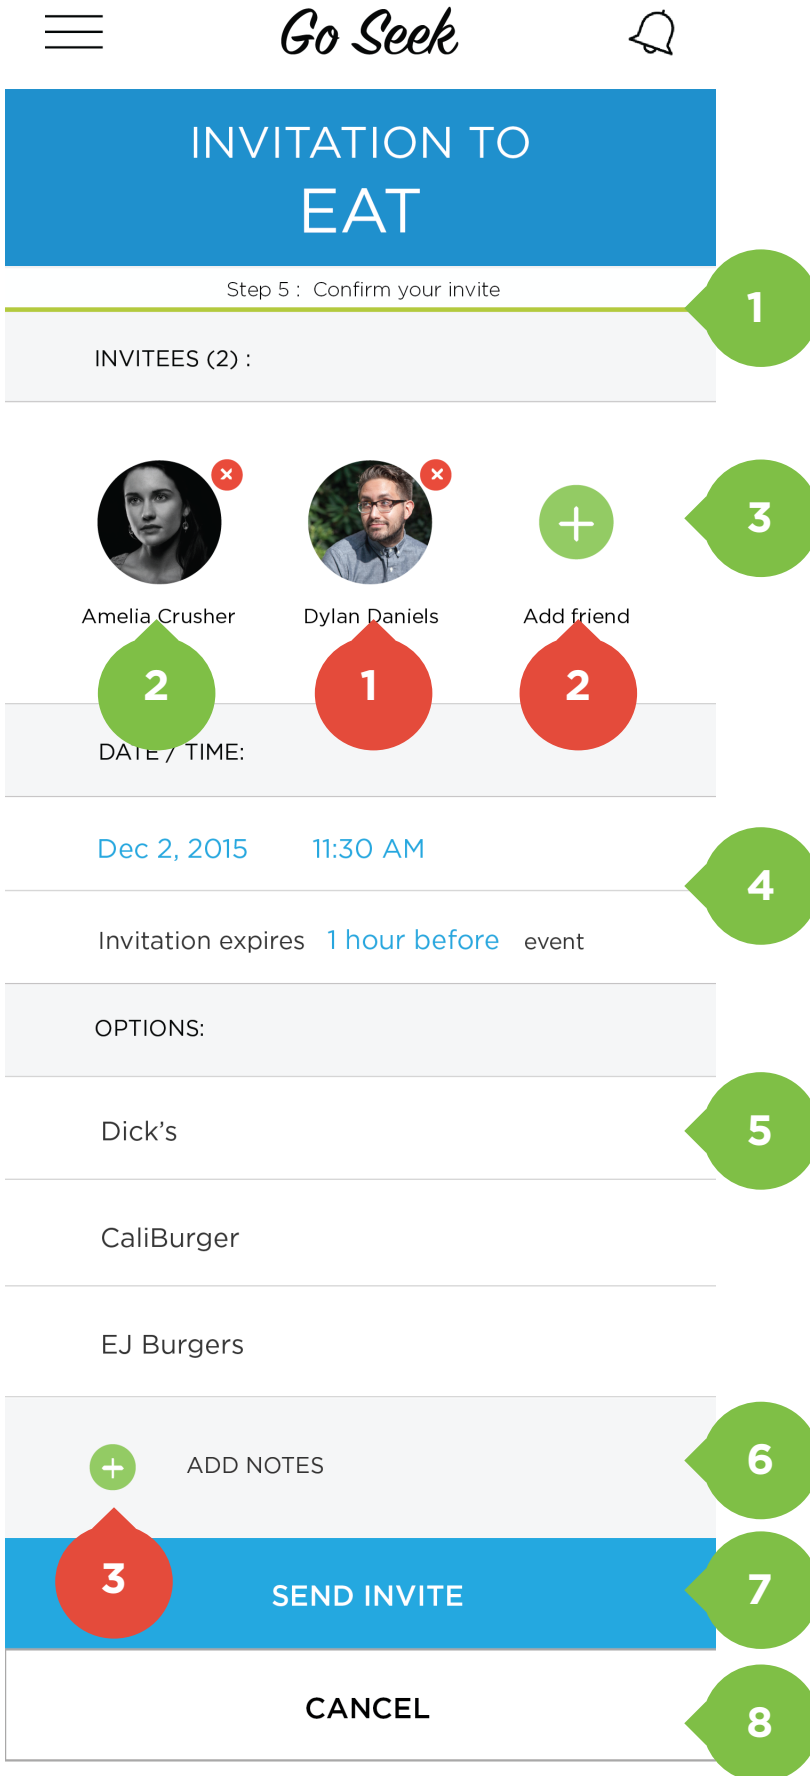 Go Seek
INVITATION TO
EAT
Step 5 : Confirm your invite
1
INVITEES (2) :
3
Amelia Crusher Dylan Daniels Add friend
2 1 2
DATE / TIME:
Dec 2, 2015 11:30 AM
4
Invitation expires 1 hour before event
OPTIONS:
Dick’s
5
CaliBurger
EJ Burgers
ADD NOTES
6
3
SEND INVITE
7
CANCEL
8